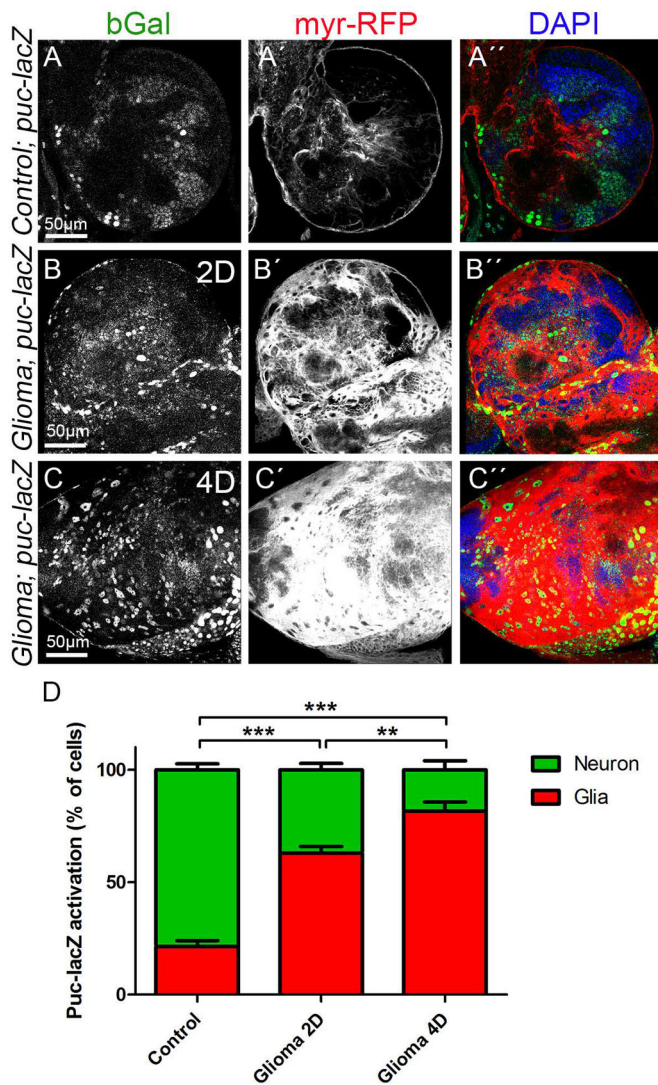 bGal myr-RFP DAPI
Control; puc-lacZ
A
50µm
A´
A´´
Glioma; puc-lacZ
B
2D
50µm
B´
B´´
Glioma; puc-lacZ
C
4D
50µm
C´
C´´
D
***
*** **
Puc-lacZ activation (% of cells)
100
50
0
Control
Glioma 2D
Glioma 4D
Neuron
Glia